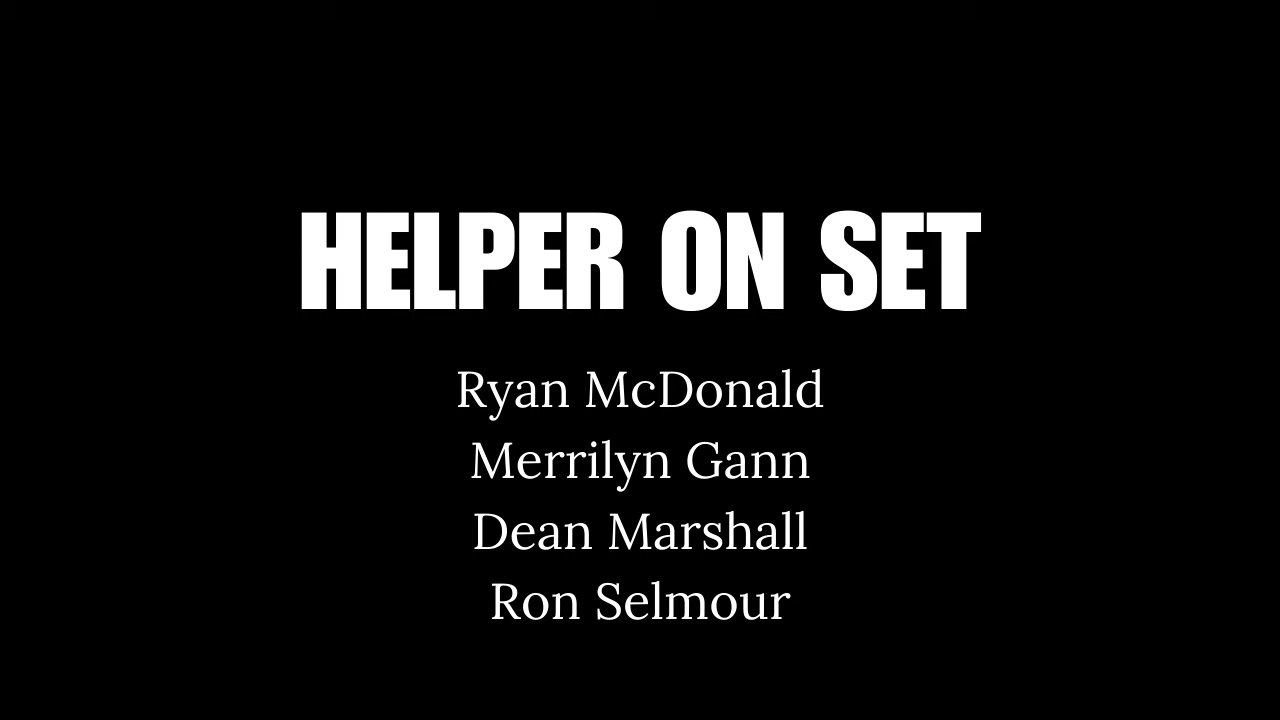 HELPER ON SET
Ryan McDonald
Merrilyn Gann
Dean Marshall
Ron Selmour